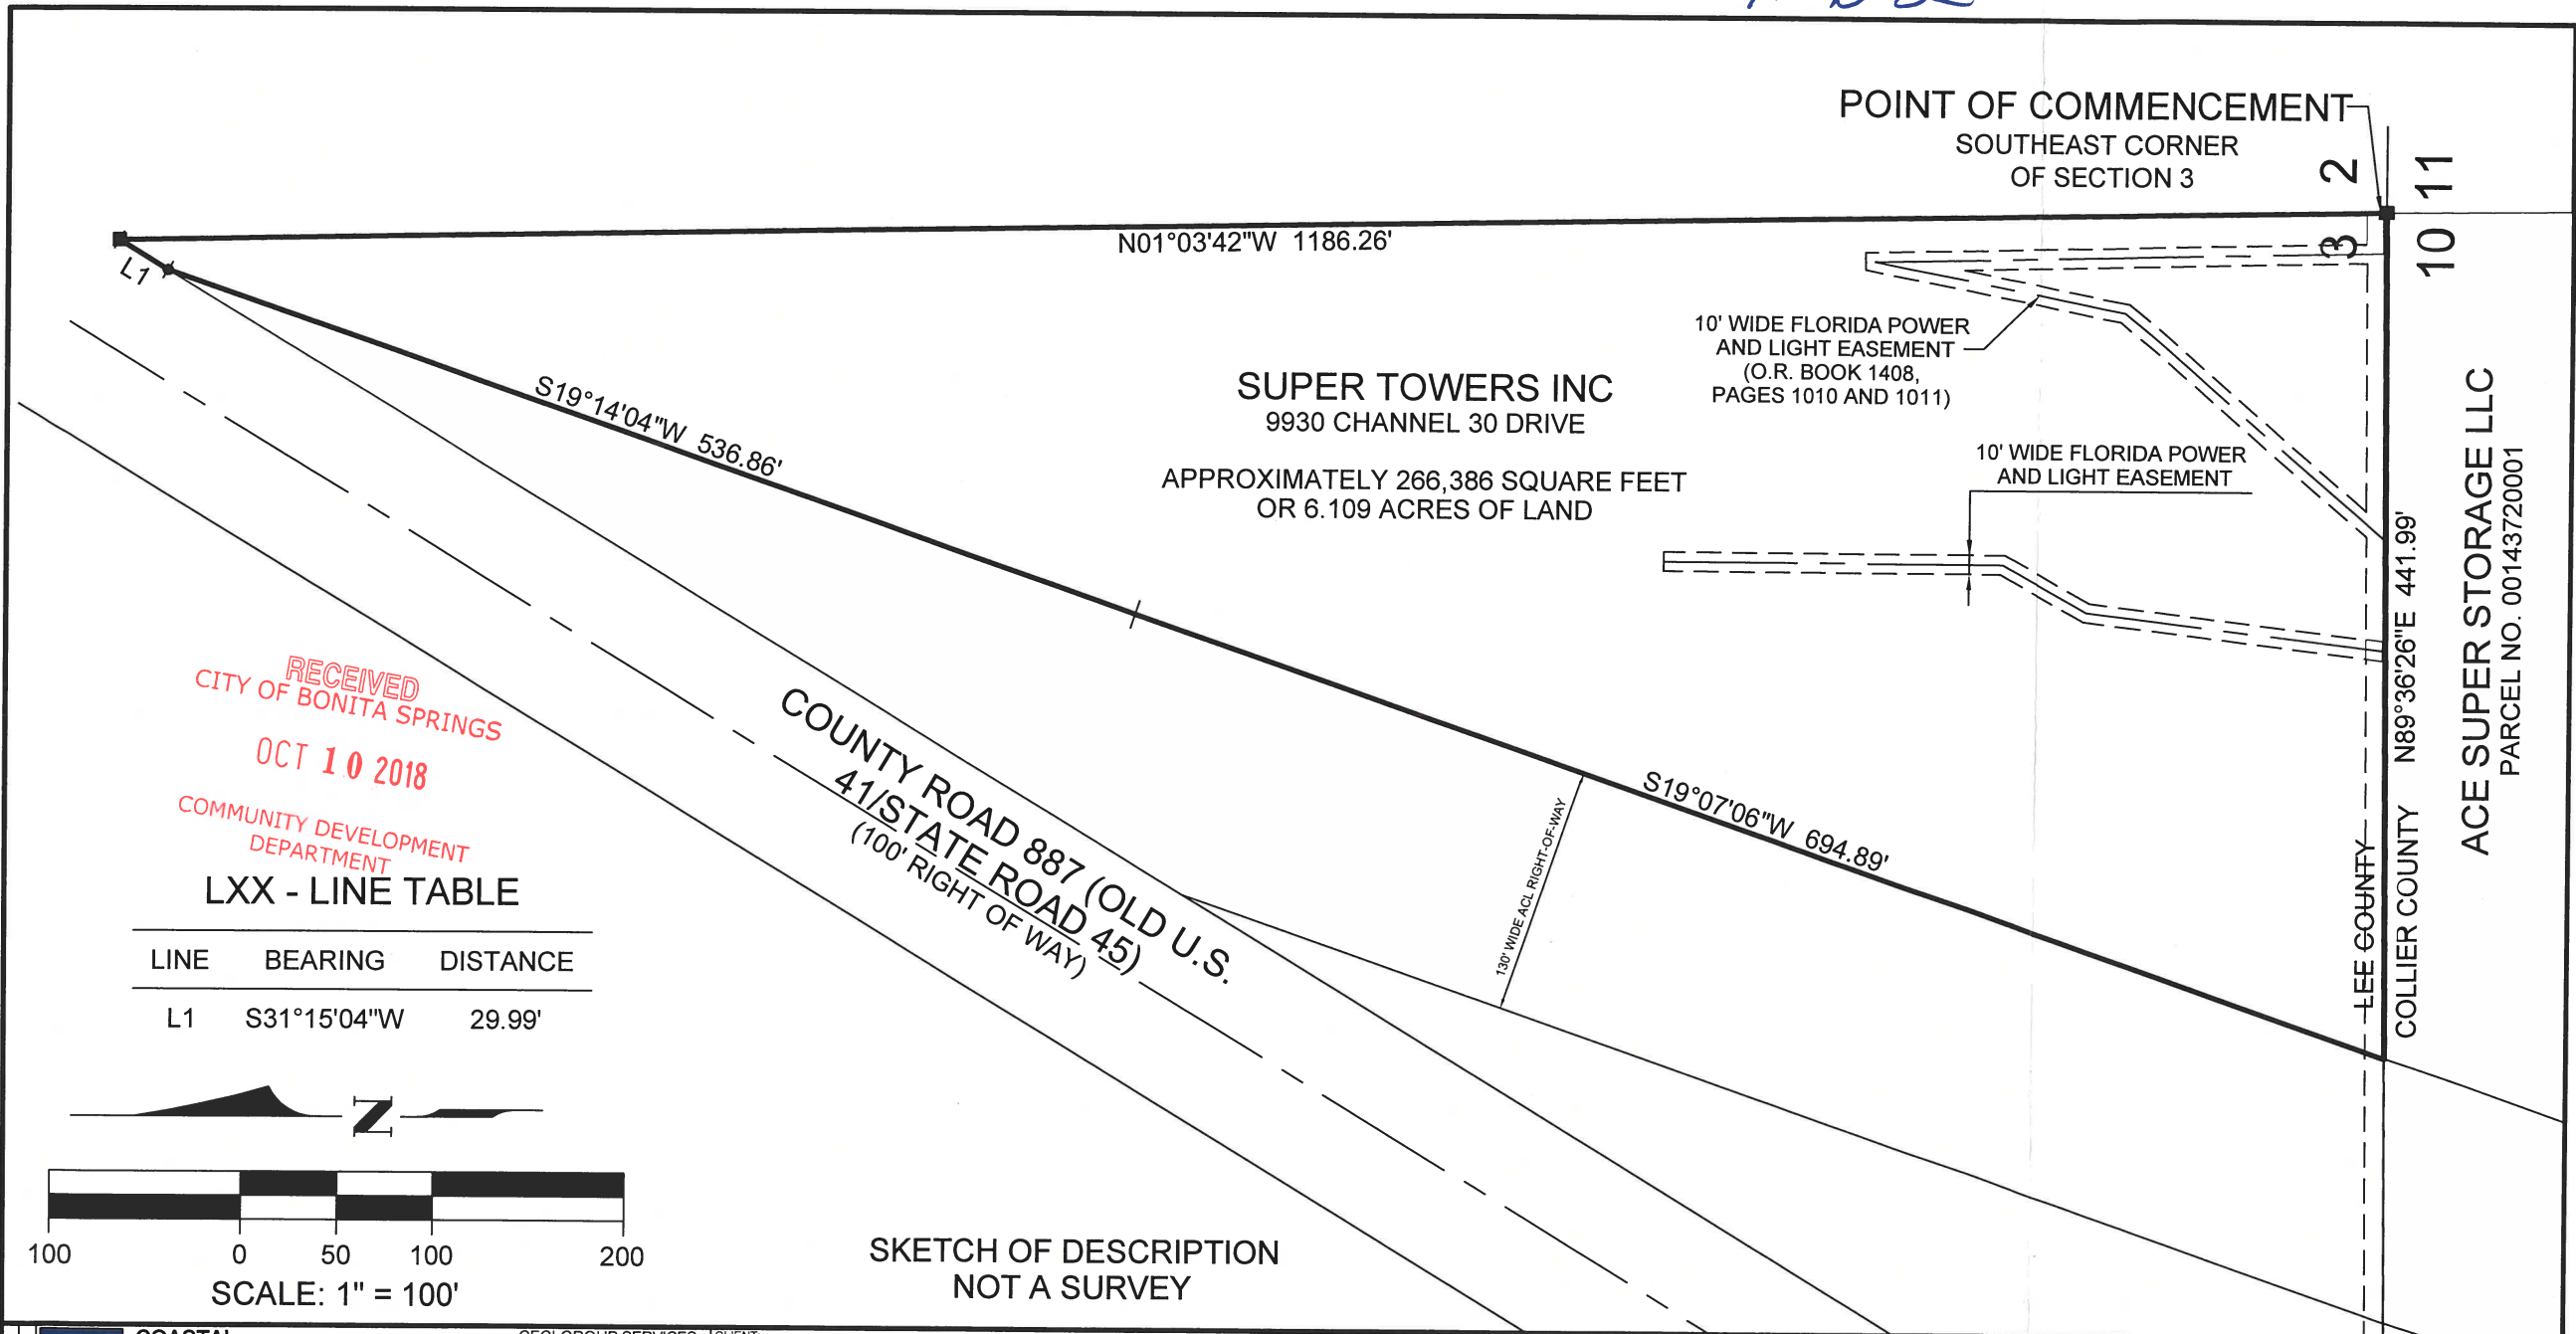 POINT OF COMMENCEMENT
SOUTHEAST CORNER
OF SECTION 3
2
11
3
10
N01°03'42"W 1186.26'
L1
10' WIDE FLORIDA POWER
AND LIGHT EASEMENT
(O.R. BOOK 1408,
PAGES 1010 AND 1011)
SUPER TOWERS INC
9930 CHANNEL 30 DRIVE
APPROXIMATELY 266,386 SQUARE FEET
OR 6.109 ACRES OF LAND
10' WIDE FLORIDA POWER
AND LIGHT EASEMENT
S19°14'04"W 536.86'
S19°07'06"W 694.89'
130' WIDE ACL RIGHT-OF-WAY
N89°36'26"E 441.99'
LEE COUNTY
COLLIER COUNTY
ACE SUPER STORAGE LLC
PARCEL NO. 00143720001
COUNTY ROAD 887 (OLD U.S.
41/STATE ROAD 45)
(100' RIGHT OF WAY)
RECEIVED
CITY OF BONITA SPRINGS
OCT 10 2018
COMMUNITY DEVELOPMENT
DEPARTMENT
LXX - LINE TABLE
LINE BEARING DISTANCE
L1 S31°15'04"W 29.99'
N
100 0 50 100 200
SCALE: 1" = 100'
SKETCH OF DESCRIPTION
NOT A SURVEY
COASTAL